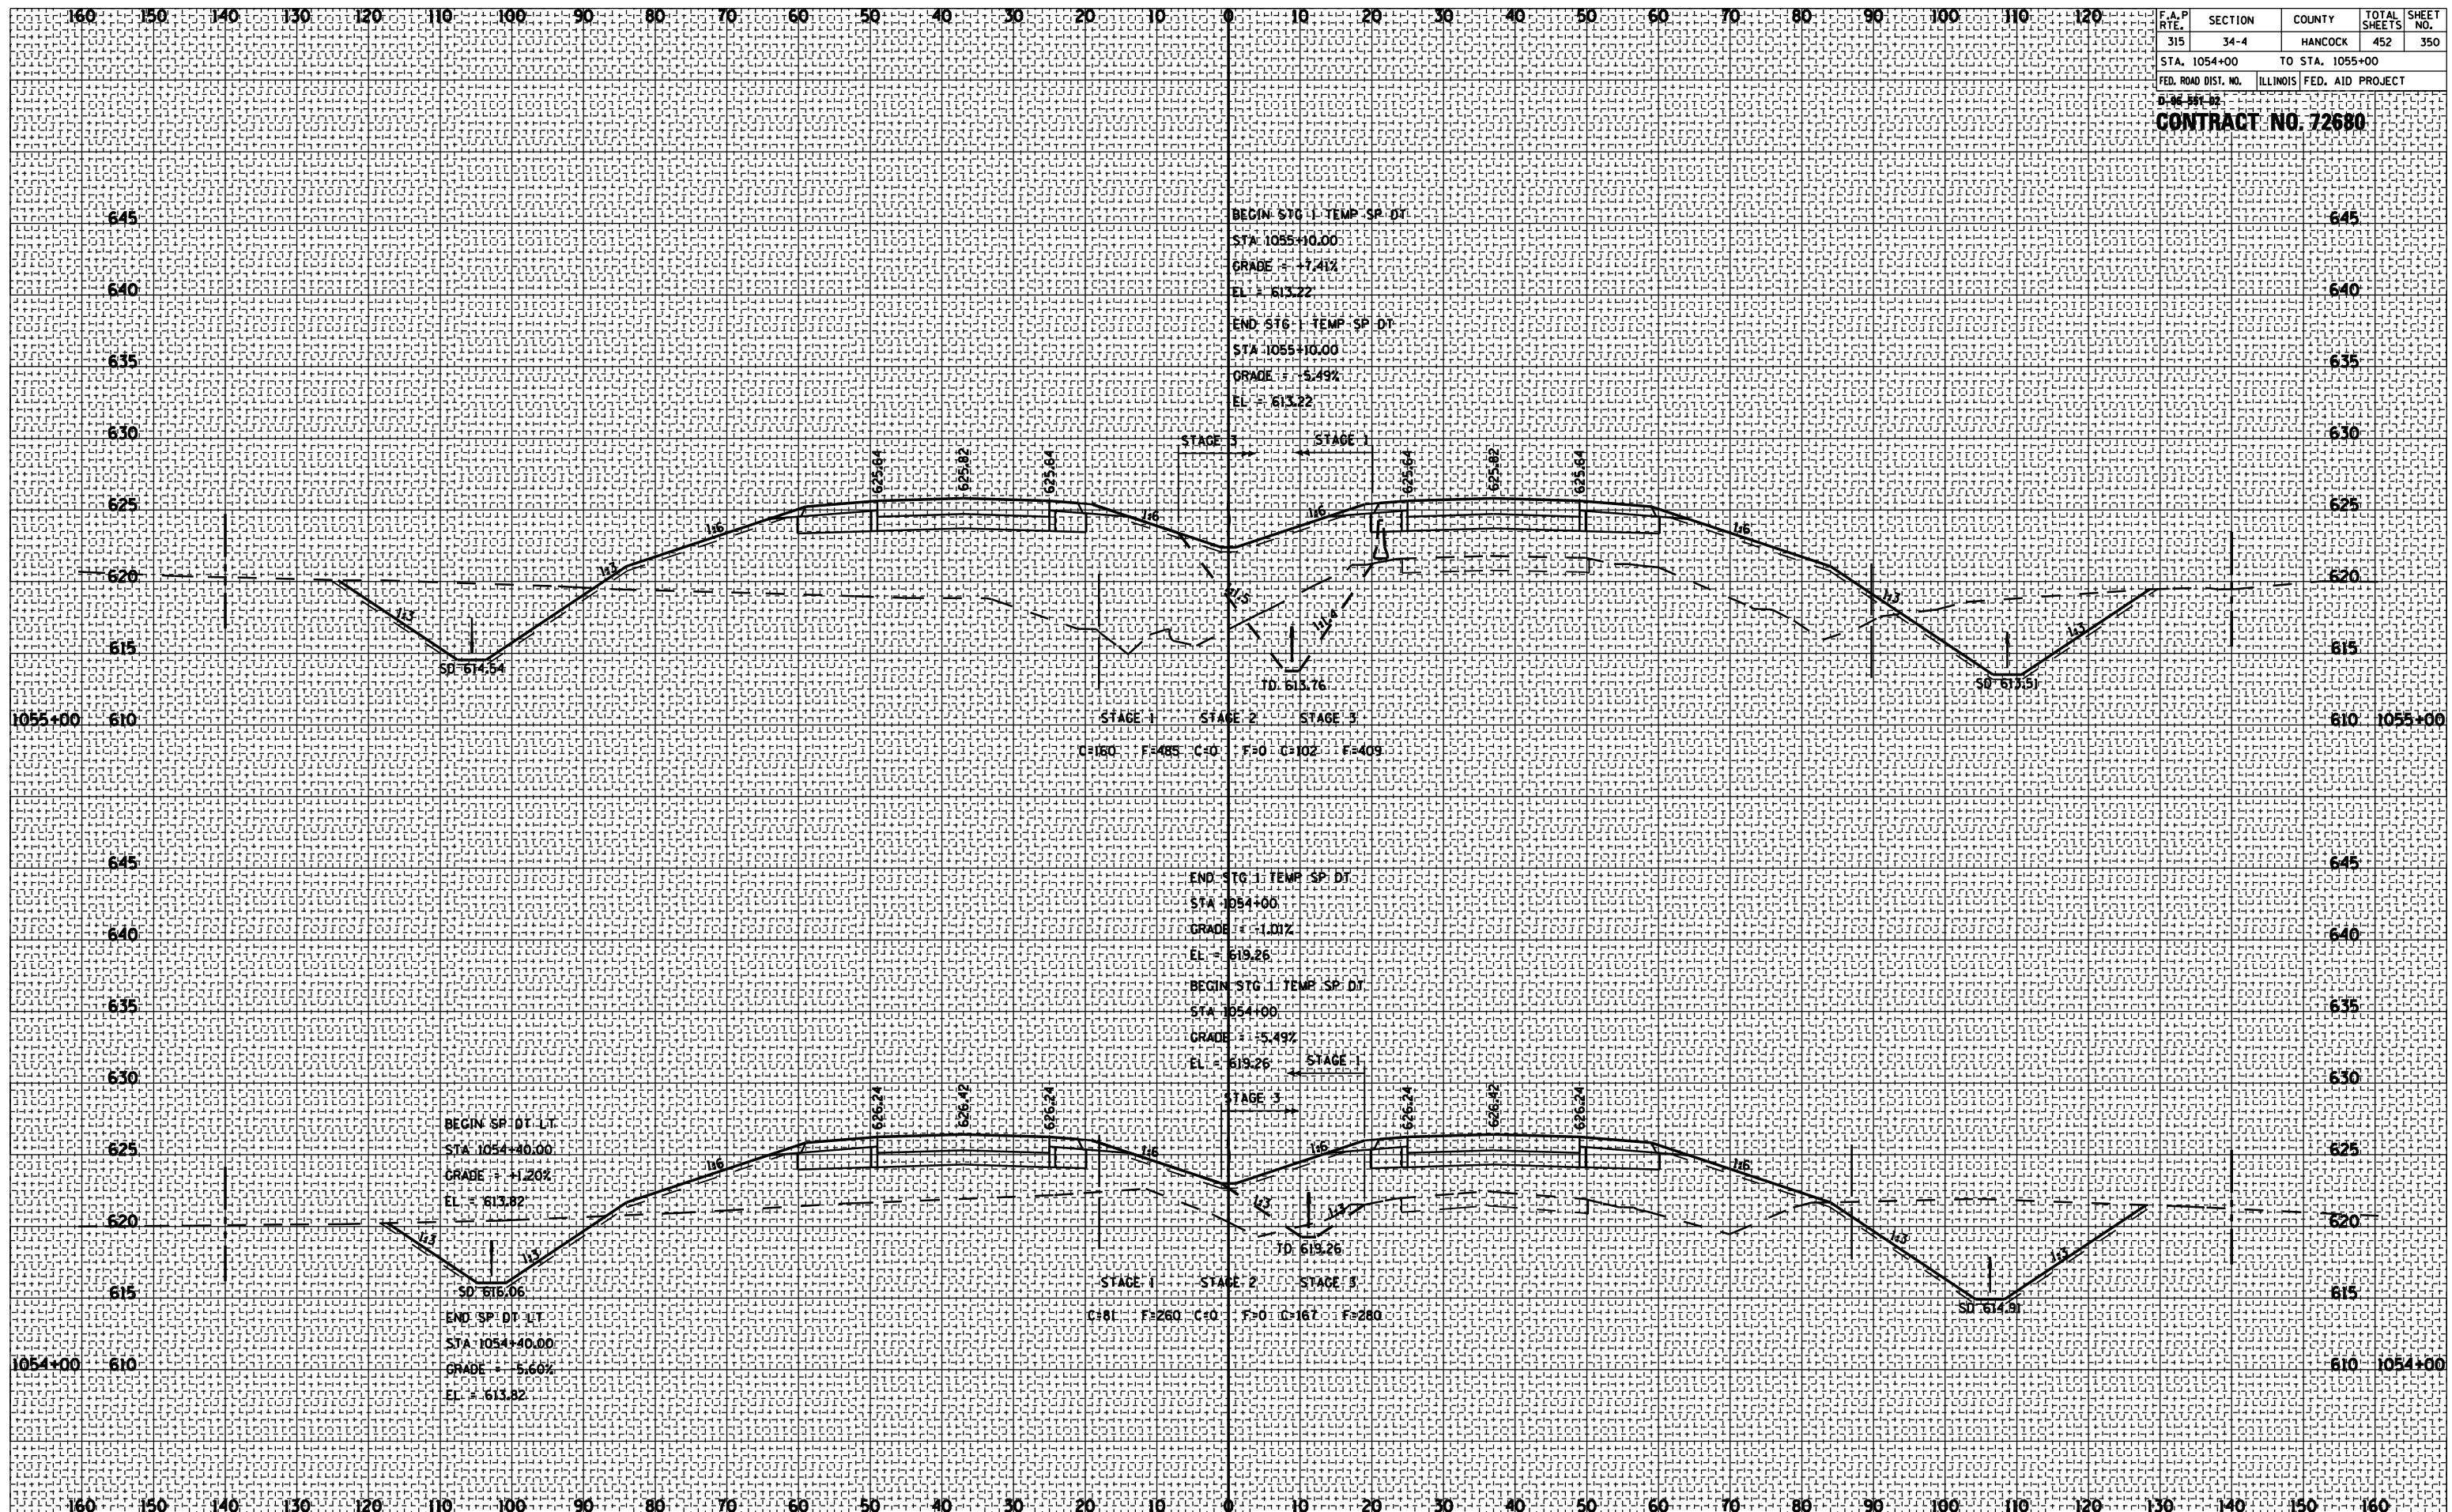 160 150 140 130 120 110 100 90 80 70 60 50 40 30 20 10 0 10 20 30 40 50 60 70 80 90 100 110 120
F.A.P RTE. SECTION COUNTY TOTAL SHEETS SHEET NO.
315 34-4 HANCOCK 452 350
STA. 1054+00 TO STA. 1055+00
FED. ROAD DIST. NO. ILLINOIS FED. AID PROJECT
D-96-551-02
CONTRACT NO. 72680
645 645
BEGIN STG 1 TEMP SP DT
STA 1055+10.00
GRADE = +7.41%
EL = 613.22
640 640
END STG 1 TEMP SP DT
STA 1055+10.00
GRADE = -5.49%
EL = 613.22
635 635
630 630
STAGE 3 STAGE 1
625.64 625.82 625.64 625.64 625.82 625.64
625 625
1:6 1:6 1:6 1:6
620 620
1:3 1:3 1:1.5 1:1.4 1:3 1:3
615 615
SD 614.54 TD 613.76 SD 613.51
1055+00 610 610 1055+00
STAGE 1 STAGE 2 STAGE 3
C=160 F=485 C=0 F=0 C=102 F=409
645 645
END STG 1 TEMP SP DT
STA 1054+00
GRADE = -1.01%
EL = 619.26
640 640
BEGIN STG 1 TEMP SP DT
STA 1054+00
GRADE = -5.49%
EL = 619.26
635 635
STAGE 1
630 630
STAGE 3
626.24 626.42 626.24 626.24 626.42 626.24
BEGIN SP DT LT
STA 1054+40.00
GRADE = +1.20%
EL = 613.82
625 625
1:6 1:6 1:6 1:6
620 620
1:3 1:3 1:3 1:3 1:3 1:3
TD 619.26
615 615
SD 616.06 SD 614.91
STAGE 1 STAGE 2 STAGE 3
C=81 F=260 C=0 F=0 C=167 F=280
END SP DT LT
STA 1054+40.00
GRADE = -5.60%
EL = 613.82
1054+00 610 610 1054+00
160 150 140 130 120 110 100 90 80 70 60 50 40 30 20 10 0 10 20 30 40 50 60 70 80 90 100 110 120 130 140 150 160